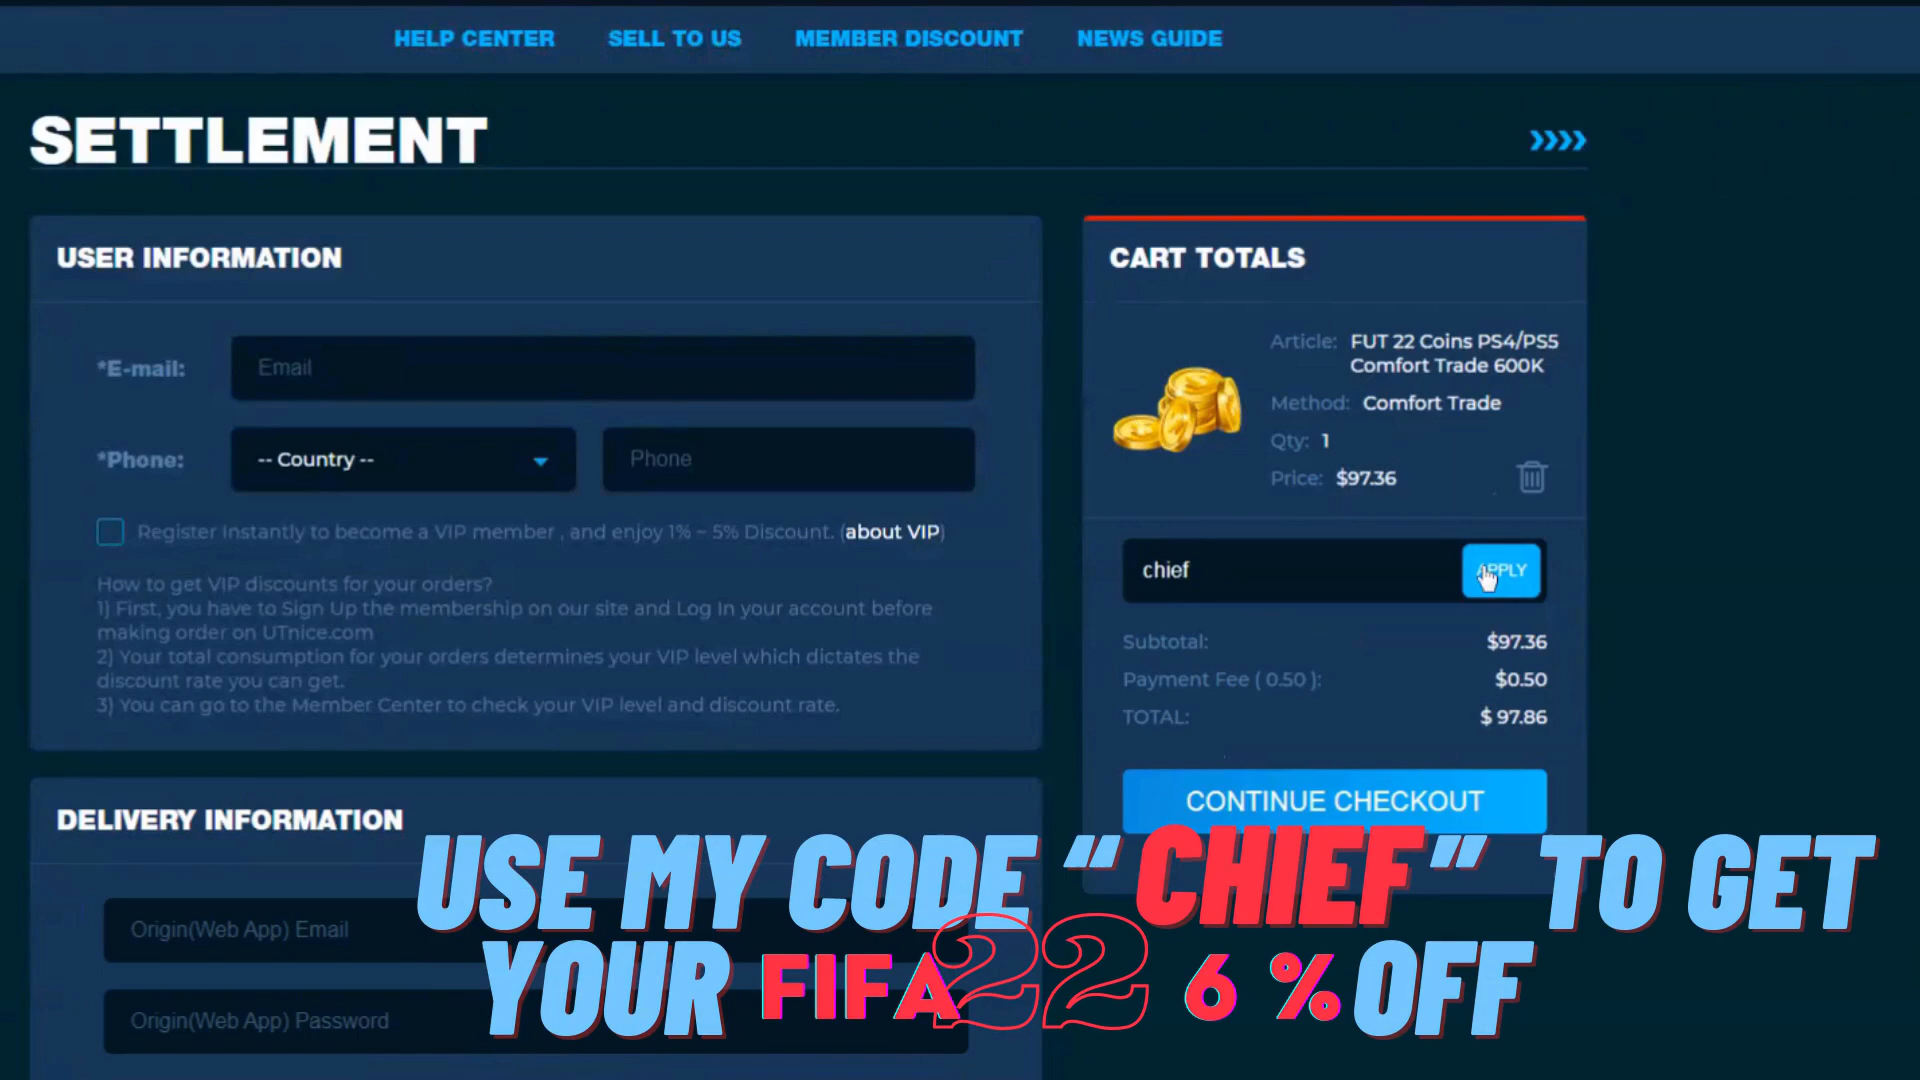 HELP CENTER SELL TO US MEMBER DISCOUNT NEWS GUIDE
SETTLEMENT
USER INFORMATION
*E-mail: Email
*Phone: -- Country -- Phone
Register Instantly to become a VIP member , and enjoy 1% ~ 5% Discount. (about VIP)
How to get VIP discounts for your orders?
1) First, you have to Sign Up the membership on our site and Log In your account before
making order on UTnice.com
2) Your total consumption for your orders determines your VIP level which dictates the
discount rate you can get.
3) You can go to the Member Center to check your VIP level and discount rate.
CART TOTALS
Article: FUT 22 Coins PS4/PS5
Comfort Trade 600K
Method: Comfort Trade
Qty: 1
Price: $97.36
chief APPLY
Subtotal: $97.36
Payment Fee ( 0.50 ): $0.50
TOTAL: $ 97.86
CONTINUE CHECKOUT
DELIVERY INFORMATION
Origin(Web App) Email
Origin(Web App) Password
USE MY CODE “CHIEF” TO GET
YOUR FIFA 22 6 % OFF